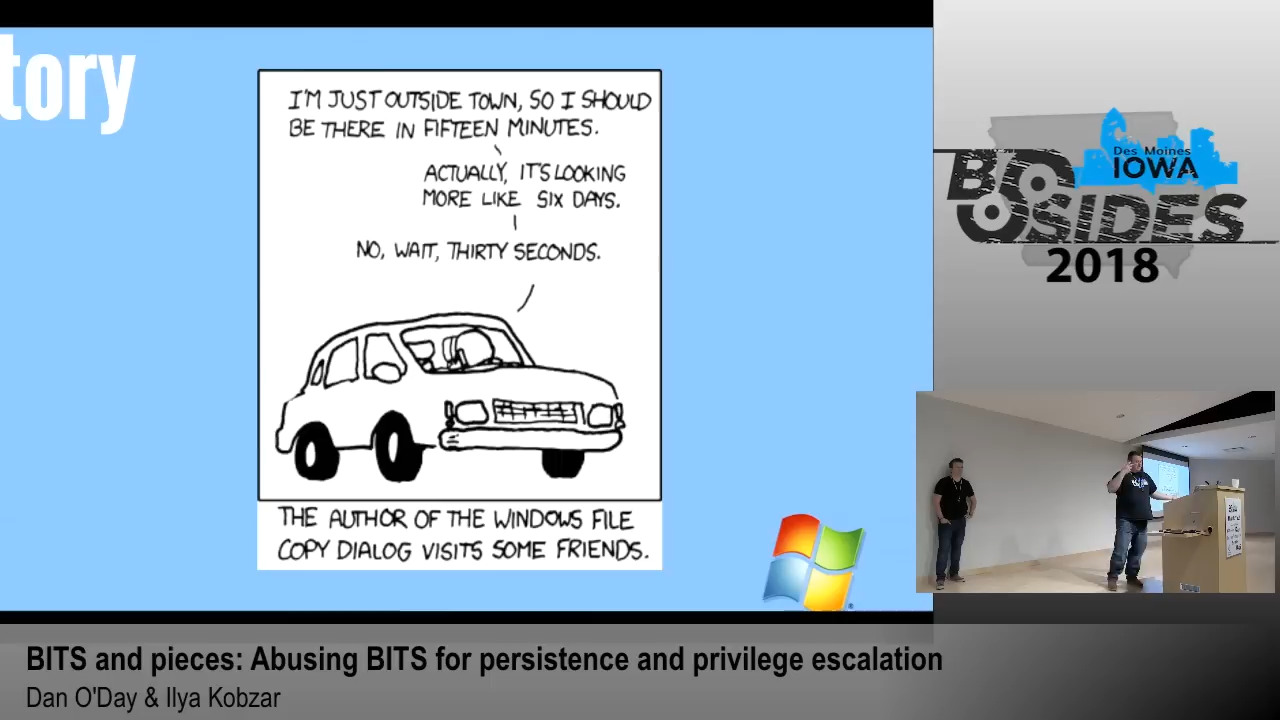 tory
I'M JUST OUTSIDE TOWN, SO I SHOULD
BE THERE IN FIFTEEN MINUTES.
ACTUALLY, IT'S LOOKING
MORE LIKE SIX DAYS.
NO, WAIT, THIRTY SECONDS.
THE AUTHOR OF THE WINDOWS FILE
COPY DIALOG VISITS SOME FRIENDS.
Des Moines
IOWA
BSIDES
2018
BITS and pieces: Abusing BITS for persistence and privilege escalation
Dan O'Day & Ilya Kobzar